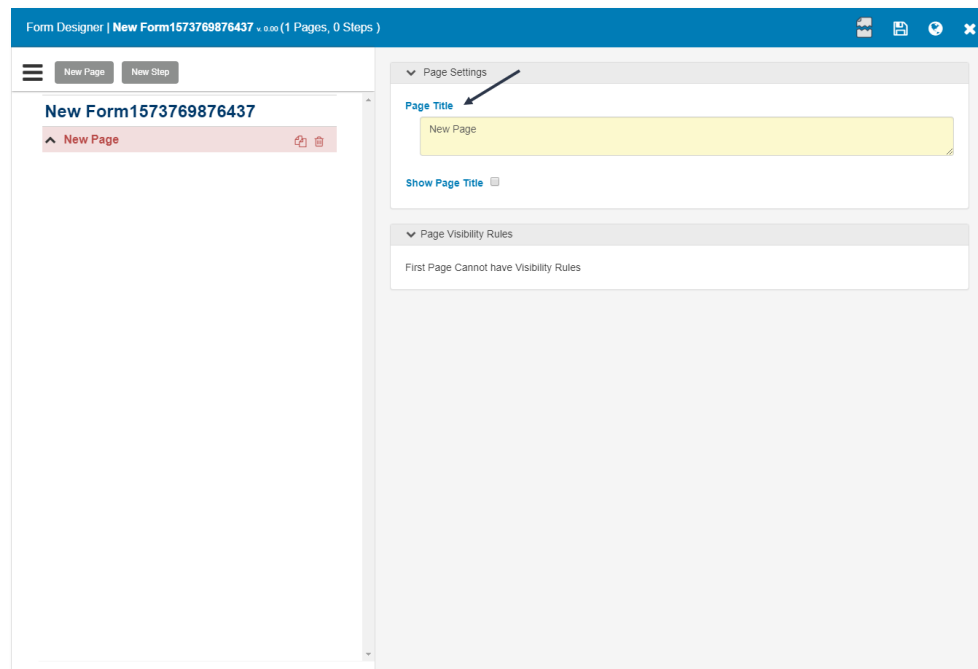 Form Designer | New Form1573769876437 v. 0.00 (1 Pages, 0 Steps )
New Page
New Step
New Form1573769876437
New Page
Page Settings
Page Title
New Page
Show Page Title
Page Visibility Rules
First Page Cannot have Visibility Rules